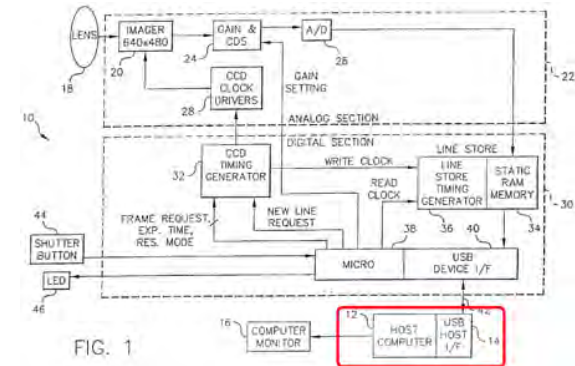 LENS
18
IMAGER
640x480
20
GAIN &
CDS
24
A/D
26
22
CCD
CLOCK
DRIVERS
28
GAIN
SETTING
ANALOG SECTION
10
DIGITAL SECTION
CCD
TIMING
GENERATOR
32
WRITE CLOCK
LINE STORE
LINE
STORE
TIMING
GENERATOR
36
STATIC
RAM
MEMORY
34
30
READ
CLOCK
FRAME REQUEST,
EXP. TIME,
RES. MODE
NEW LINE
REQUEST
38
40
MICRO
USB
DEVICE I/F
44
SHUTTER
BUTTON
LED
46
42
12
HOST
COMPUTER
USB
HOST
I/F
14
16
COMPUTER
MONITOR
FIG. 1